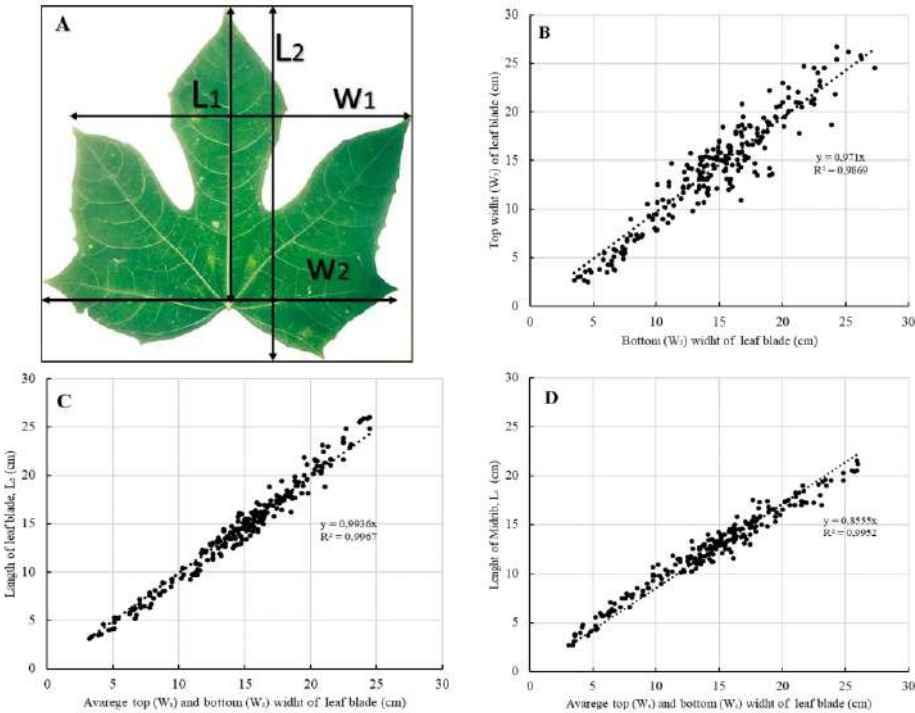 A
L2
L1
W1
W2
B
30
25
20
15
10
5
0
0
5
10
15
20
25
30
Top widht (W₁) of leaf blade (cm)
y = 0.971x
R² = 0.9869
Bottom (W₂) widht of leaf blade (cm)
C
30
25
20
15
10
5
0
0
5
10
15
20
25
30
of leaf blade, L₂ (cm)
y = 0.9936x
R² = 0.9967
Avarege top (W₁) and bottom (W₂) widht of leaf blade (cm)
D
30
25
20
15
10
5
0
0
5
10
15
20
25
30
Lenght of Midrib, (cm)
y = 0.8555x
R² = 0.9952
Avarege top (W₁) and bottom (W₂) widht of leaf blade (cm)